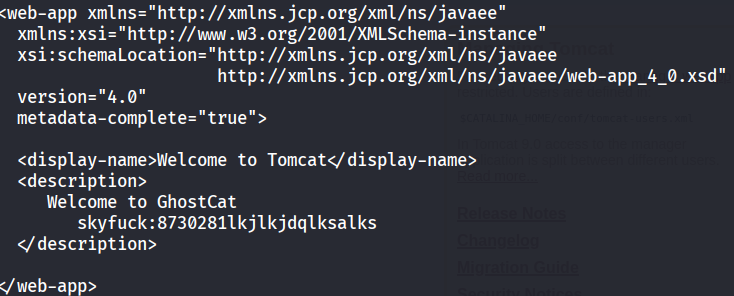 <web-app xmlns="http://xmlns.jcp.org/xml/ns/javaee"
xmlns:xsi="http://www.w3.org/2001/XMLSchema-instance"
xsi:schemaLocation="http://xmlns.jcp.org/xml/ns/javaee
http://xmlns.jcp.org/xml/ns/javaee/web-app_4_0.xsd"
version="4.0"
metadata-complete="true">
<display-name>Welcome to Tomcat</display-name>
<description>
Welcome to GhostCat
skyfuck:8730281lkjlkjdqlksalks
</description>
</web-app>
Release Notes
Changelog
Migration Guide
Security Notices